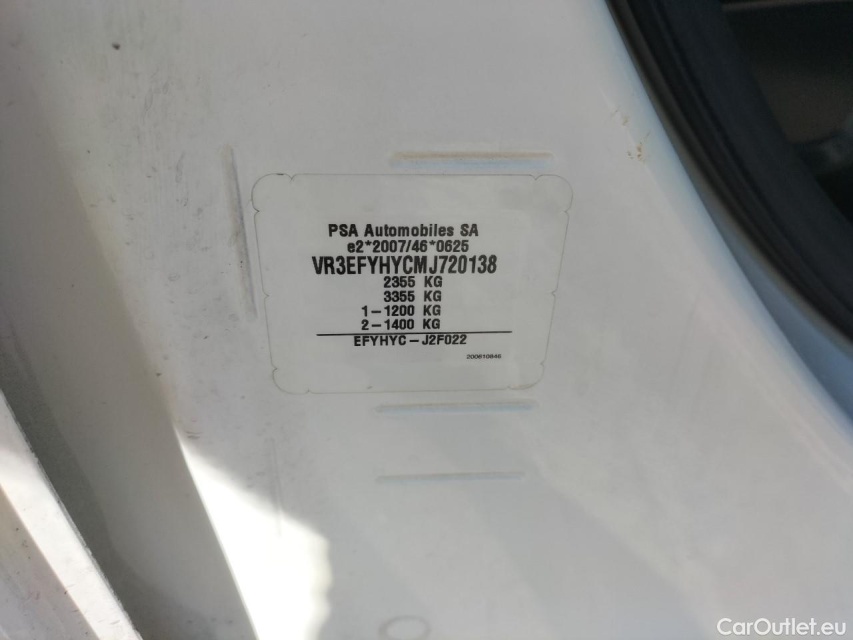 PSA Automobiles SA
e2*2007/46*0625
VR3EFYHYCMJ720138
2355 KG
3355 KG
1-1200 KG
2-1400 KG
EFYHYC-J2F022
200610846
CarOutlet.eu